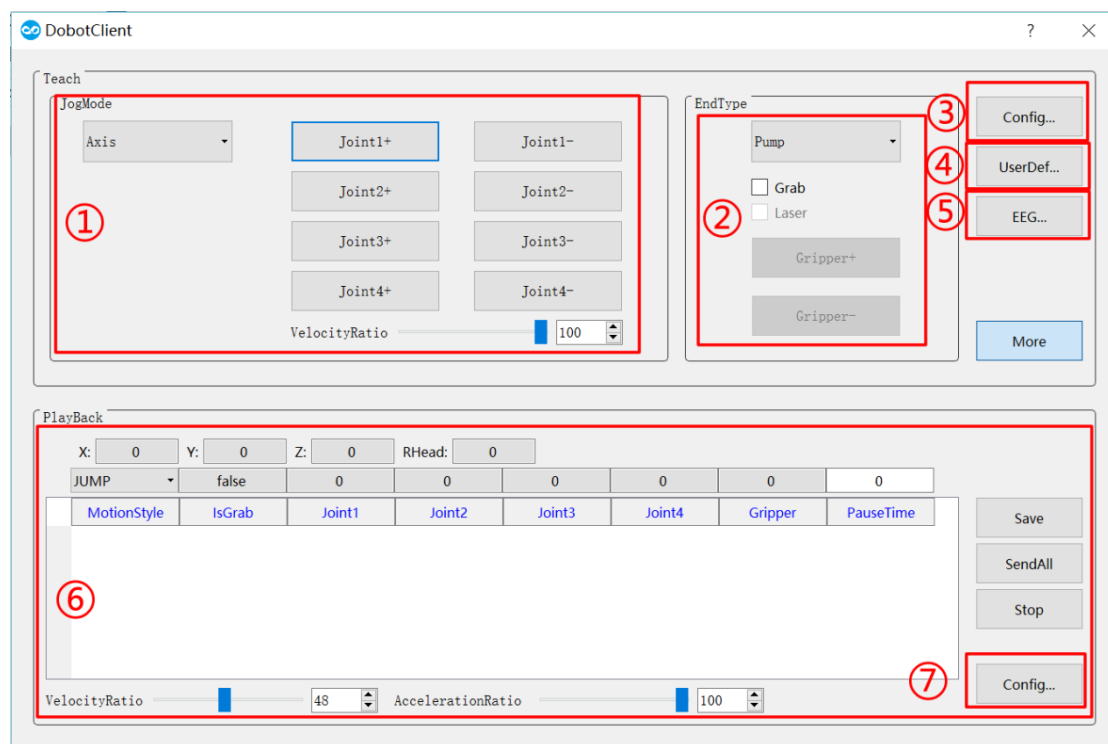 DobotClient ?
Teach
JogMode
EndType
③ Config...
Axis Joint1+ Joint1-
Pump
④ UserDef...
Joint2+ Joint2-
Grab
① ② Laser
⑤ EEG...
Joint3+ Joint3-
Gripper+
Joint4+ Joint4-
Gripper-
VelocityRatio 100
More
PlayBack
X: 0 Y: 0 Z: 0 RHead: 0
JUMP false 0 0 0 0 0 0
MotionStyle IsGrab Joint1 Joint2 Joint3 Joint4 Gripper PauseTime
Save
SendAll
⑥ Stop
⑦ Config...
VelocityRatio 48 AccelerationRatio 100